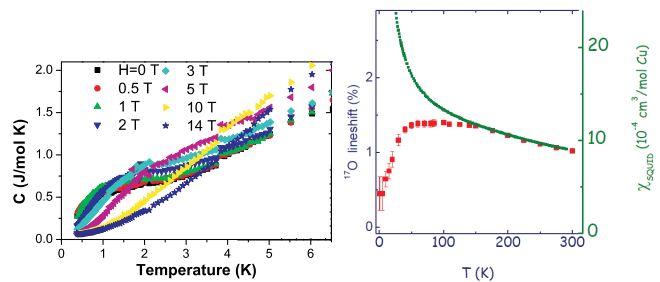 H=0 T
0.5 T
1 T
2 T
3 T
5 T
10 T
14 T
2.0
1.5
1.0
0.5
0.0
C (J/mol K)
0 1 2 3 4 5 6
Temperature (K)
3
2
1
0
¹⁷O lineshift (%)
0 100 200 300
T (K)
20
10
0
χ_SQUID (10⁻⁴ cm³/mol Cu)